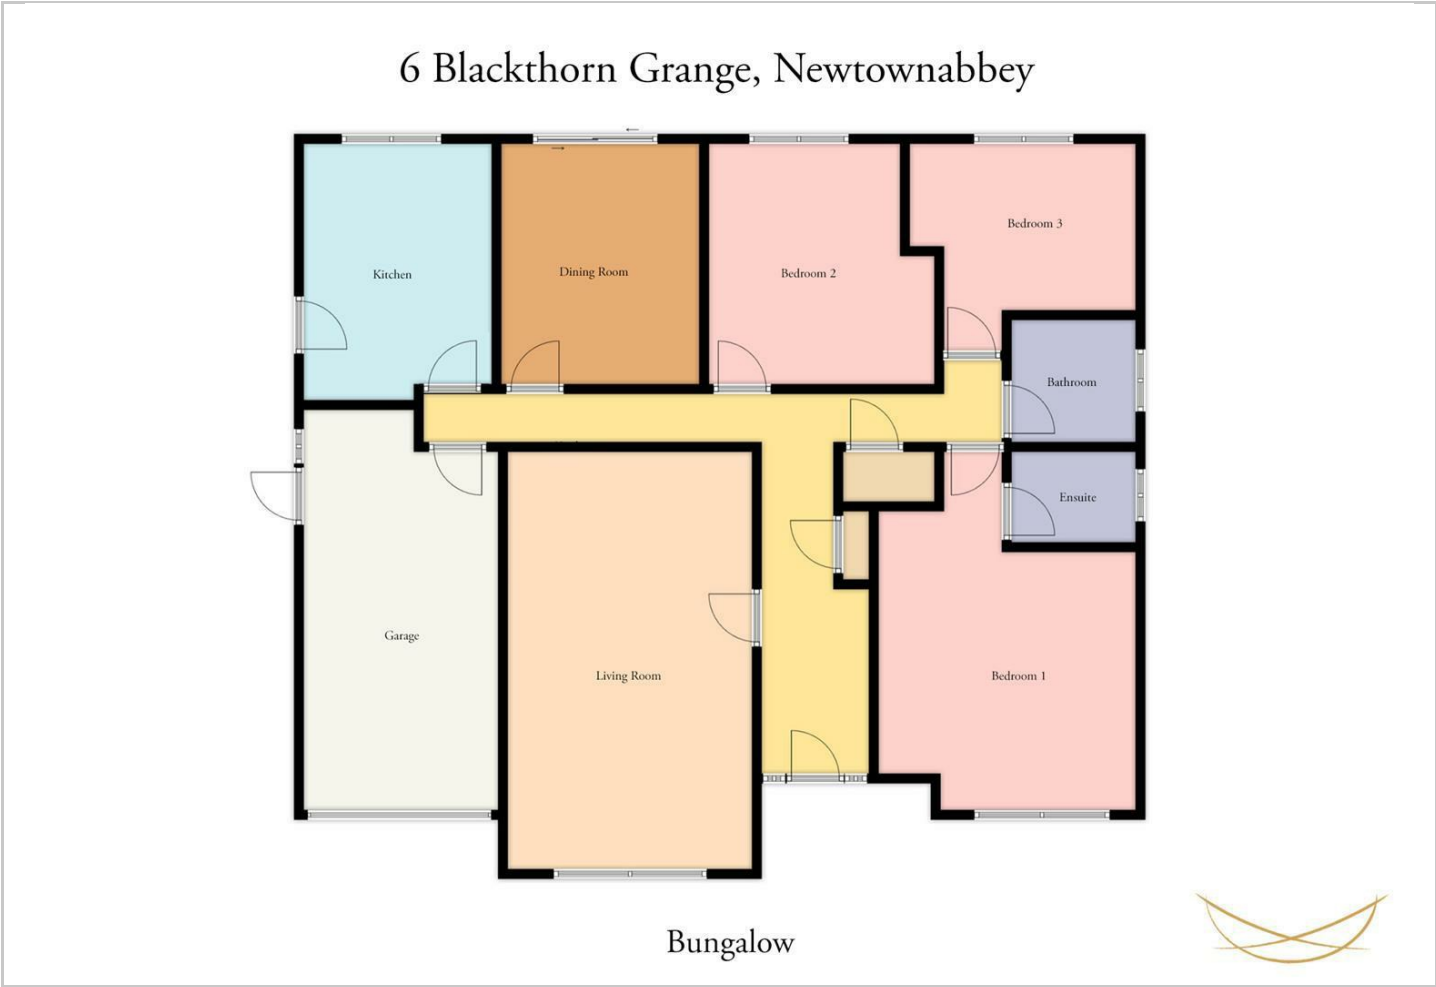 6 Blackthorn Grange, Newtownabbey
Bedroom 3
Kitchen
Dining Room
Bedroom 2
Bathroom
Ensuite
Garage
Living Room
Bedroom 1
Bungalow